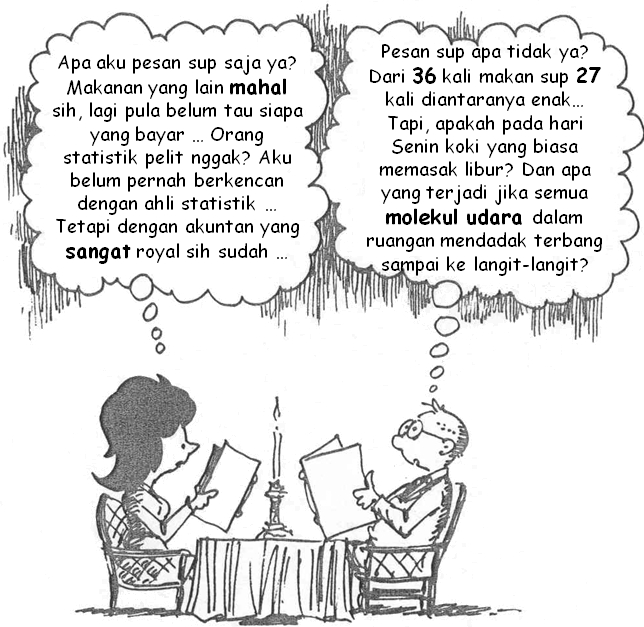 Apa aku pesan sup saja ya?
Makanan yang lain mahal
sih, lagi pula belum tau siapa
yang bayar ... Orang
statistik pelit nggak? Aku
belum pernah berkencan
dengan ahli statistik ...
Tetapi dengan akuntan yang
sangat royal sih sudah ...
Pesan sup apa tidak ya?
Dari 36 kali makan sup 27
kali diantaranya enak...
Tapi, apakah pada hari
Senin koki yang biasa
memasak libur? Dan apa
yang terjadi jika semua
molekul udara dalam
ruangan mendadak terbang
sampai ke langit-langit?